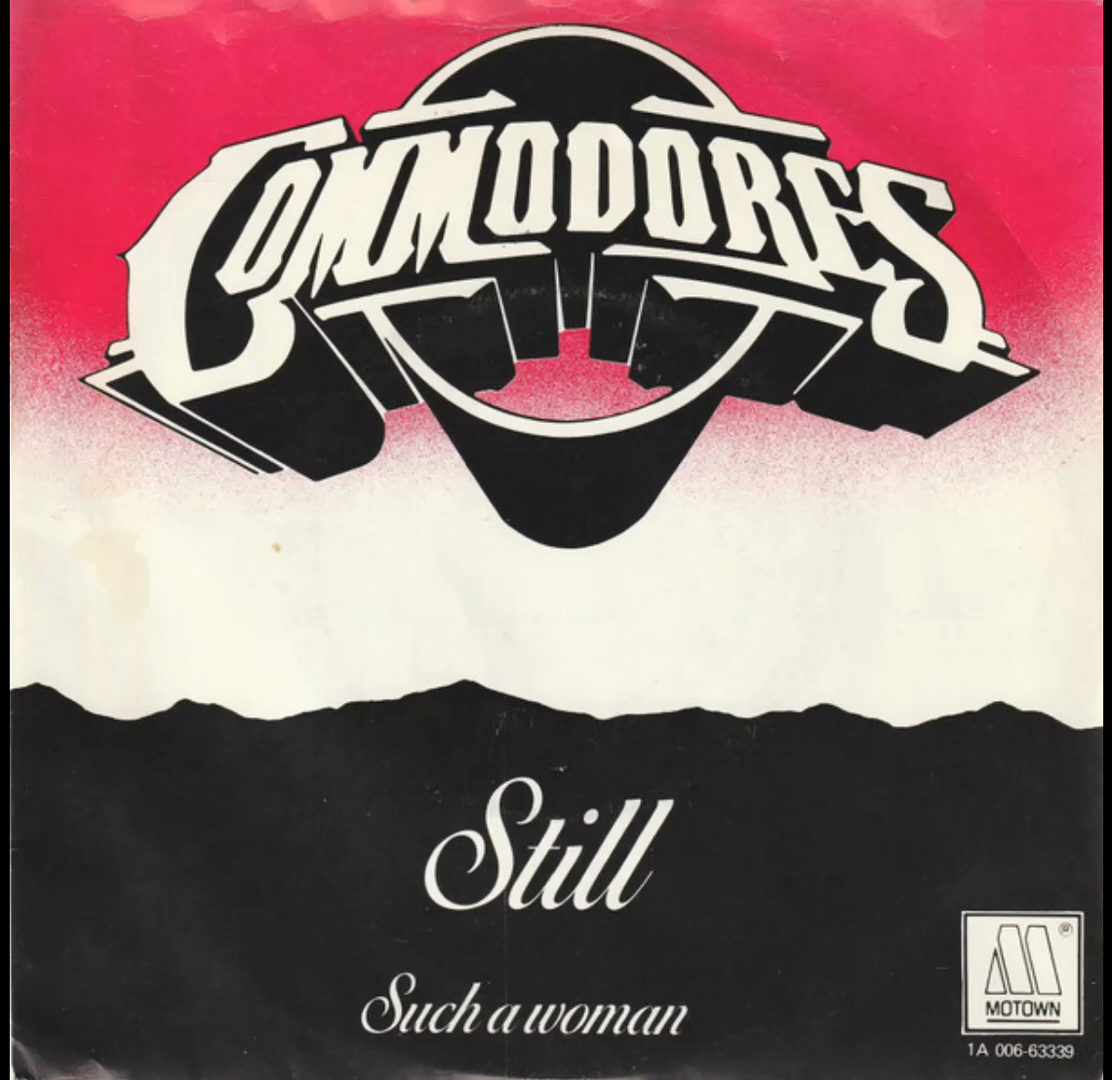 COMMODORES
Still
Such a woman
®
MOTOWN
1A 006-63339